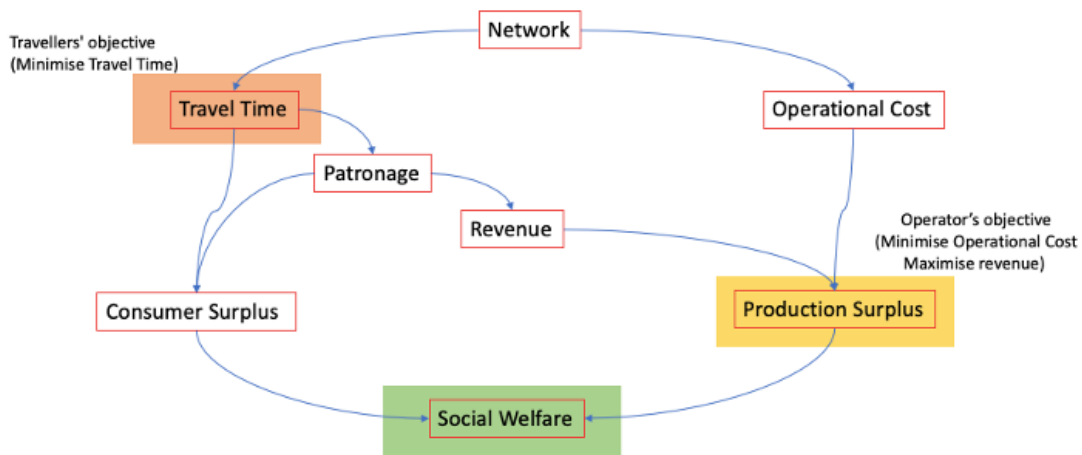 Network
Travellers' objective
(Minimise Travel Time)
Travel Time
Operational Cost
Patronage
Revenue
Operator's objective
(Minimise Operational Cost
Maximise revenue)
Consumer Surplus
Production Surplus
Social Welfare